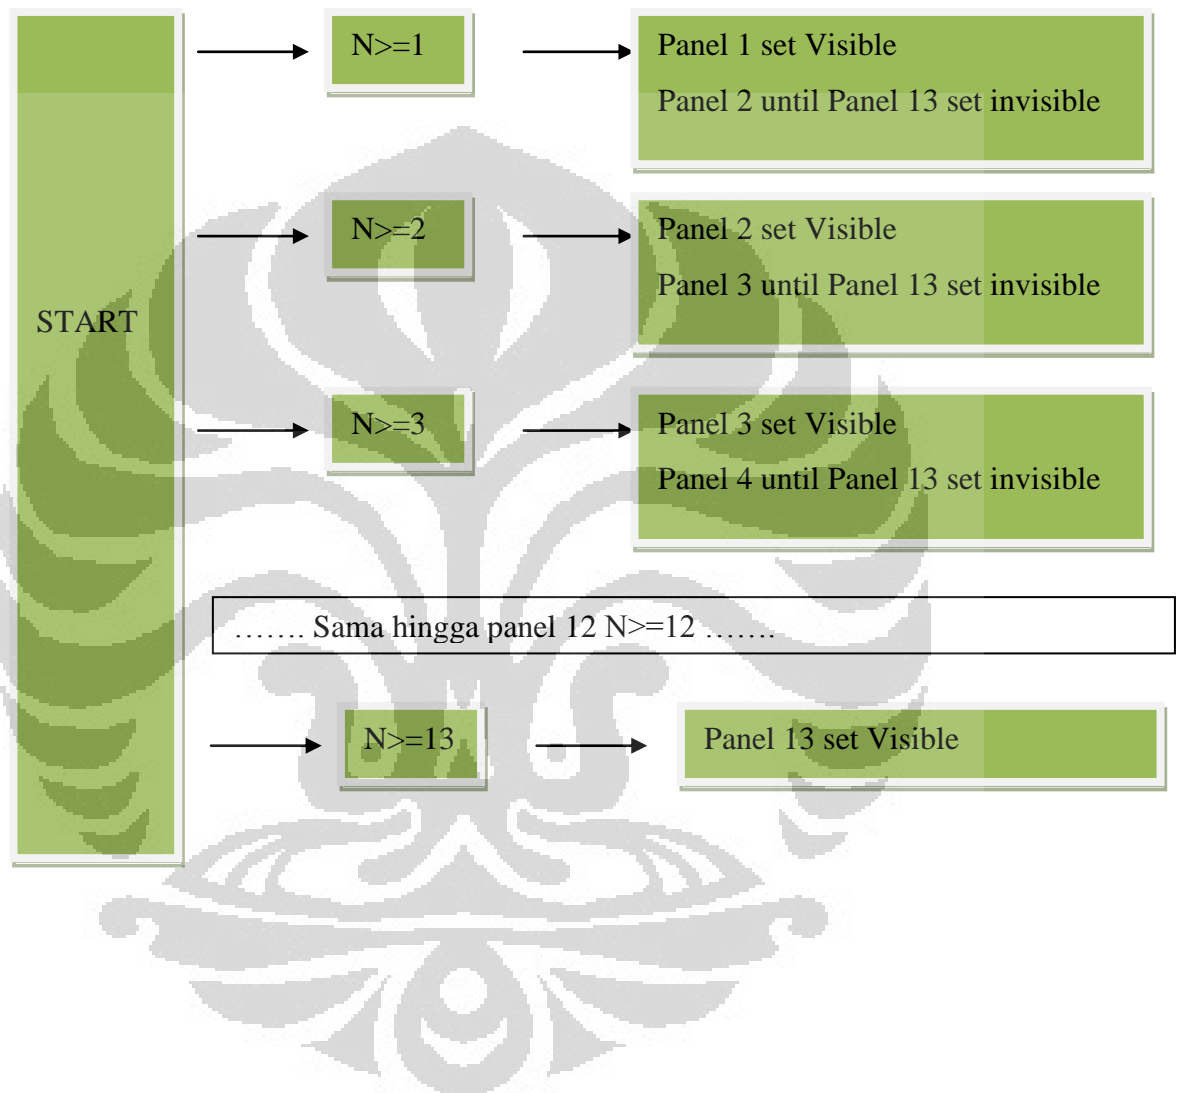 START
N>=1
Panel 1 set Visible
Panel 2 until Panel 13 set invisible
N>=2
Panel 2 set Visible
Panel 3 until Panel 13 set invisible
N>=3
Panel 3 set Visible
Panel 4 until Panel 13 set invisible
……. Sama hingga panel 12 N>=12 …….
N>=13
Panel 13 set Visible